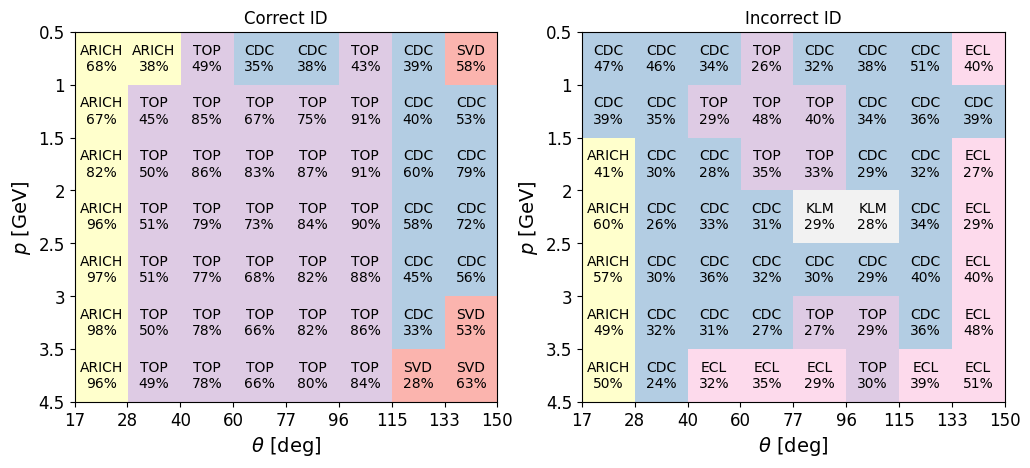 Correct ID
Incorrect ID
0.5
ARICH ARICH TOP CDC CDC TOP CDC SVD
68% 38% 49% 35% 38% 43% 39% 58%
1
ARICH TOP TOP TOP TOP TOP CDC CDC
67% 45% 85% 67% 75% 91% 40% 53%
1.5
ARICH TOP TOP TOP TOP TOP CDC CDC
82% 50% 86% 83% 87% 91% 60% 79%
2
ARICH TOP TOP TOP TOP TOP CDC CDC
96% 51% 79% 73% 84% 90% 58% 72%
2.5
ARICH TOP TOP TOP TOP TOP CDC CDC
97% 51% 77% 68% 82% 88% 45% 56%
3
ARICH TOP TOP TOP TOP TOP CDC SVD
98% 50% 78% 66% 82% 86% 33% 53%
3.5
ARICH TOP TOP TOP TOP TOP SVD SVD
96% 49% 78% 66% 80% 84% 28% 63%
4.5
17 28 40 60 77 96 115 133 150
p [GeV]
θ [deg]
0.5
CDC CDC CDC TOP CDC CDC CDC ECL
47% 46% 34% 26% 32% 38% 51% 40%
1
CDC CDC TOP TOP TOP CDC CDC CDC
39% 35% 29% 48% 40% 34% 36% 39%
1.5
ARICH CDC CDC TOP TOP CDC CDC ECL
41% 30% 28% 35% 33% 29% 32% 27%
2
ARICH CDC CDC CDC KLM KLM CDC ECL
60% 26% 33% 31% 29% 28% 34% 29%
2.5
ARICH CDC CDC CDC CDC CDC CDC ECL
57% 30% 36% 32% 30% 29% 40% 40%
3
ARICH CDC CDC CDC TOP TOP CDC ECL
49% 32% 31% 27% 27% 29% 36% 48%
3.5
ARICH CDC ECL ECL ECL TOP ECL ECL
50% 24% 32% 35% 29% 30% 39% 51%
4.5
17 28 40 60 77 96 115 133 150
p [GeV]
θ [deg]